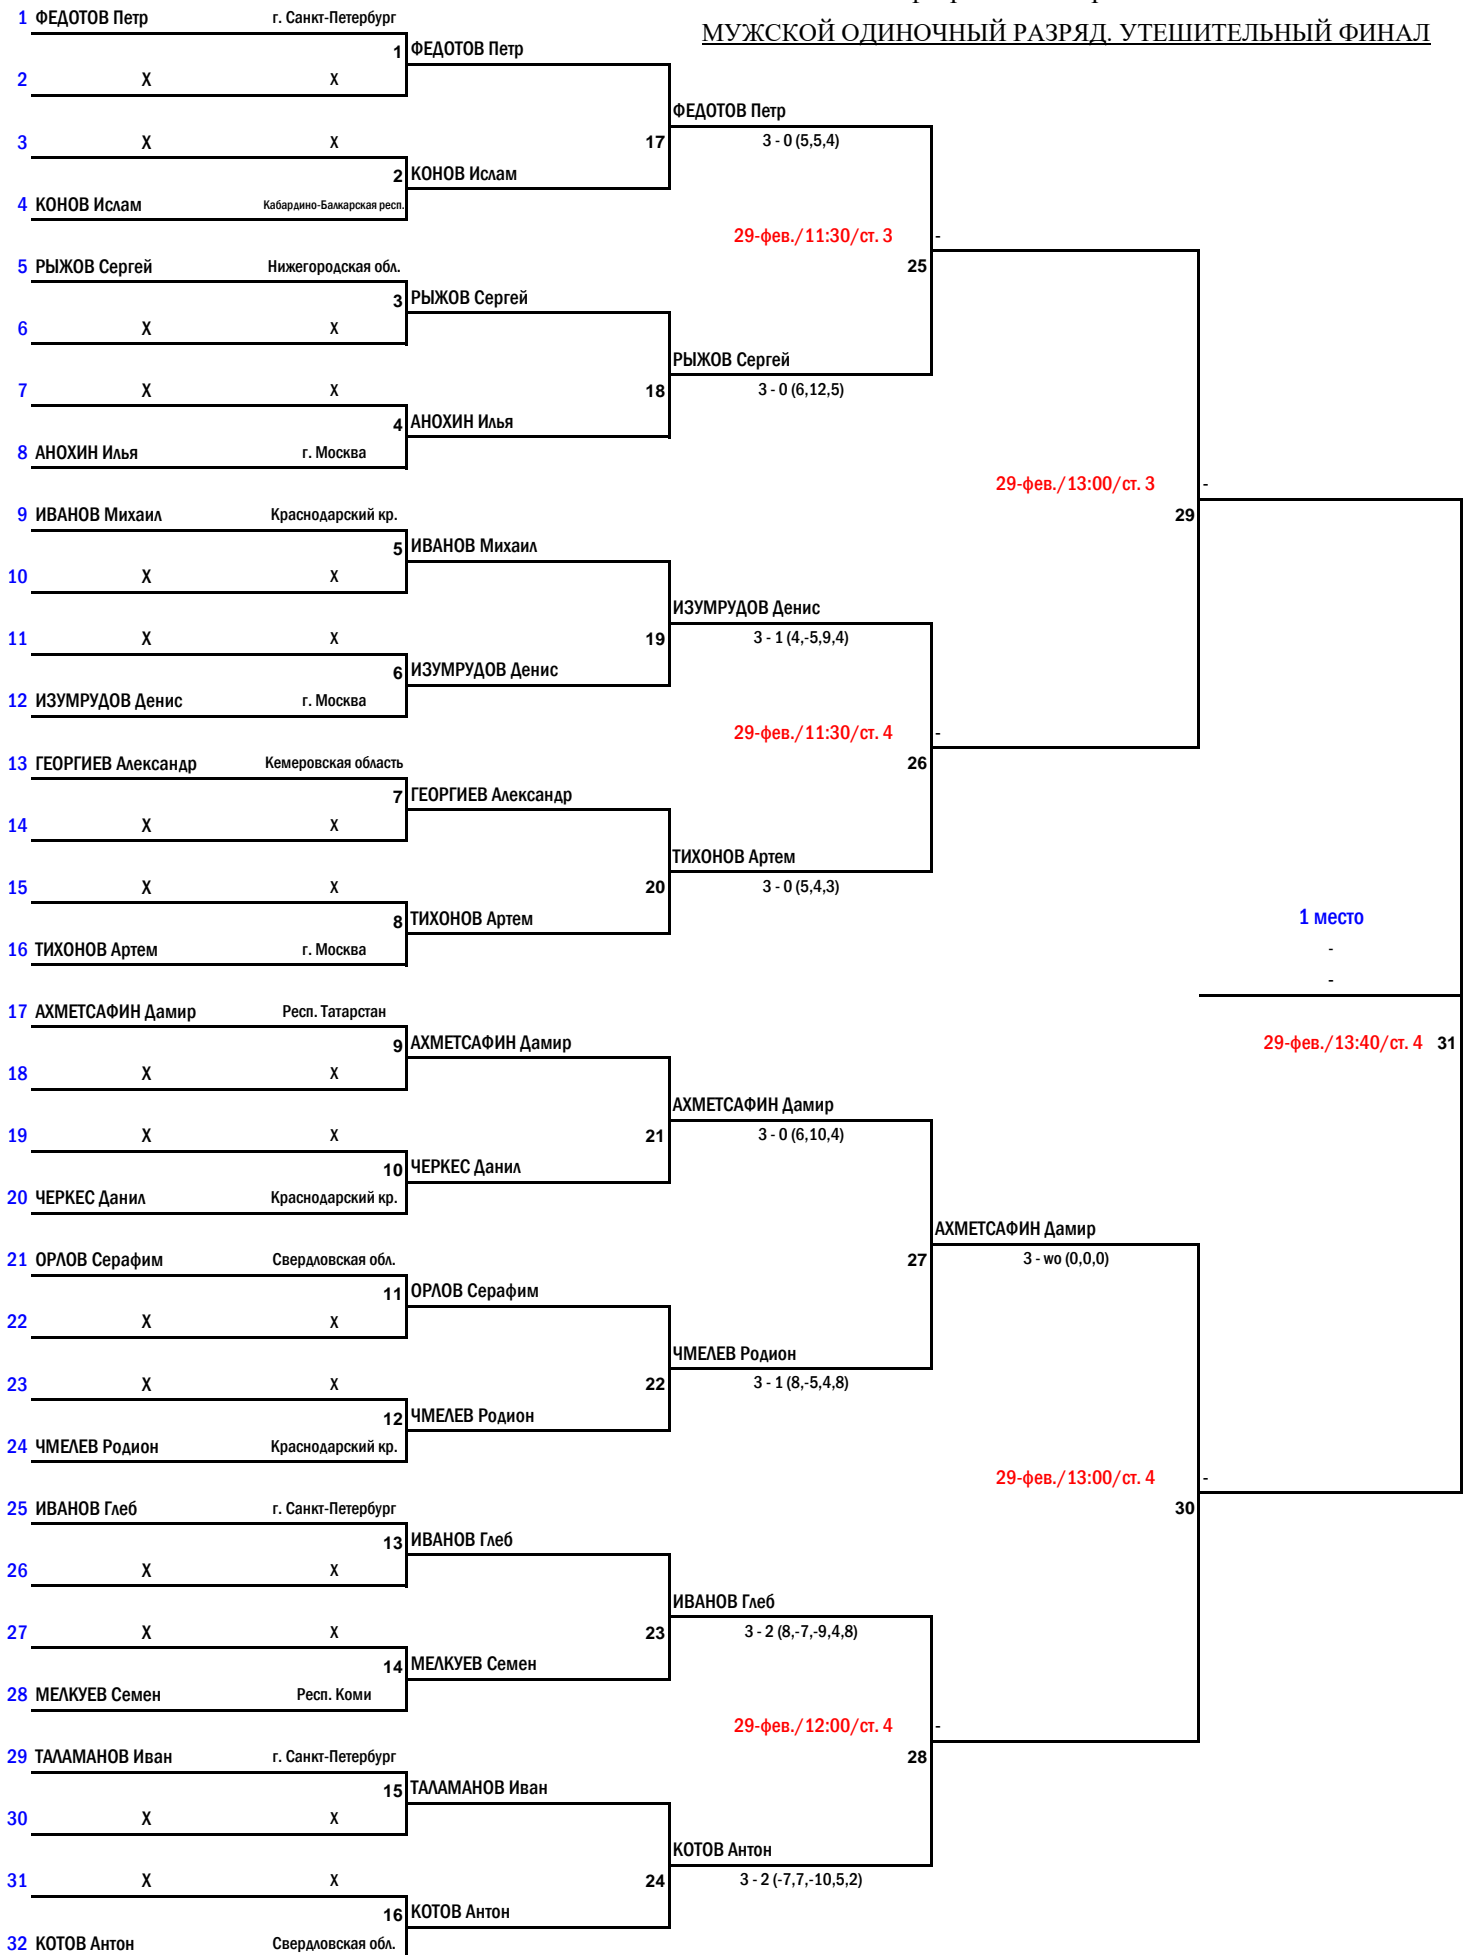 1 ФЕДОТОВ Петр г. Санкт-Петербург
МУЖСКОЙ ОДИНОЧНЫЙ РАЗРЯД. УТЕШИТЕЛЬНЫЙ ФИНАЛ
1 ФЕДОТОВ Петр
2 X X
ФЕДОТОВ Петр
3 X X 17 3 - 0 (5,5,4)
2 КОНОВ Ислам
4 КОНОВ Ислам Кабардино-Балкарская респ.
29-фев./11:30/ст. 3 -
5 РЫЖОВ Сергей Нижегородская обл. 25
3 РЫЖОВ Сергей
6 X X
РЫЖОВ Сергей
7 X X 18 3 - 0 (6,12,5)
4 АНОХИН Илья
8 АНОХИН Илья г. Москва
29-фев./13:00/ст. 3 -
9 ИВАНОВ Михаил Краснодарский кр. 29
5 ИВАНОВ Михаил
10 X X
ИЗУМРУДОВ Денис
11 X X 19 3 - 1 (4,-5,9,4)
6 ИЗУМРУДОВ Денис
12 ИЗУМРУДОВ Денис г. Москва
29-фев./11:30/ст. 4 -
13 ГЕОРГИЕВ Александр Кемеровская область 26
7 ГЕОРГИЕВ Александр
14 X X
ТИХОНОВ Артем
15 X X 20 3 - 0 (5,4,3)
8 ТИХОНОВ Артем 1 место
16 ТИХОНОВ Артем г. Москва -
-
17 АХМЕТСАФИН Дамир Респ. Татарстан
9 АХМЕТСАФИН Дамир 29-фев./13:40/ст. 4 31
18 X X
АХМЕТСАФИН Дамир
19 X X 21 3 - 0 (6,10,4)
10 ЧЕРКЕС Данил
20 ЧЕРКЕС Данил Краснодарский кр.
АХМЕТСАФИН Дамир
21 ОРЛОВ Серафим Свердловская обл. 27 3 - wo (0,0,0)
11 ОРЛОВ Серафим
22 X X
ЧМЕЛЕВ Родион
23 X X 22 3 - 1 (8,-5,4,8)
12 ЧМЕЛЕВ Родион
24 ЧМЕЛЕВ Родион Краснодарский кр.
29-фев./13:00/ст. 4 -
25 ИВАНОВ Глеб г. Санкт-Петербург 30
13 ИВАНОВ Глеб
26 X X
ИВАНОВ Глеб
27 X X 23 3 - 2 (8,-7,-9,4,8)
14 МЕЛКУЕВ Семен
28 МЕЛКУЕВ Семен Респ. Коми
29-фев./12:00/ст. 4 -
29 ТАЛАМАНОВ Иван г. Санкт-Петербург 28
15 ТАЛАМАНОВ Иван
30 X X
КОТОВ Антон
31 X X 24 3 - 2 (-7,7,-10,5,2)
16 КОТОВ Антон
32 КОТОВ Антон Свердловская обл.